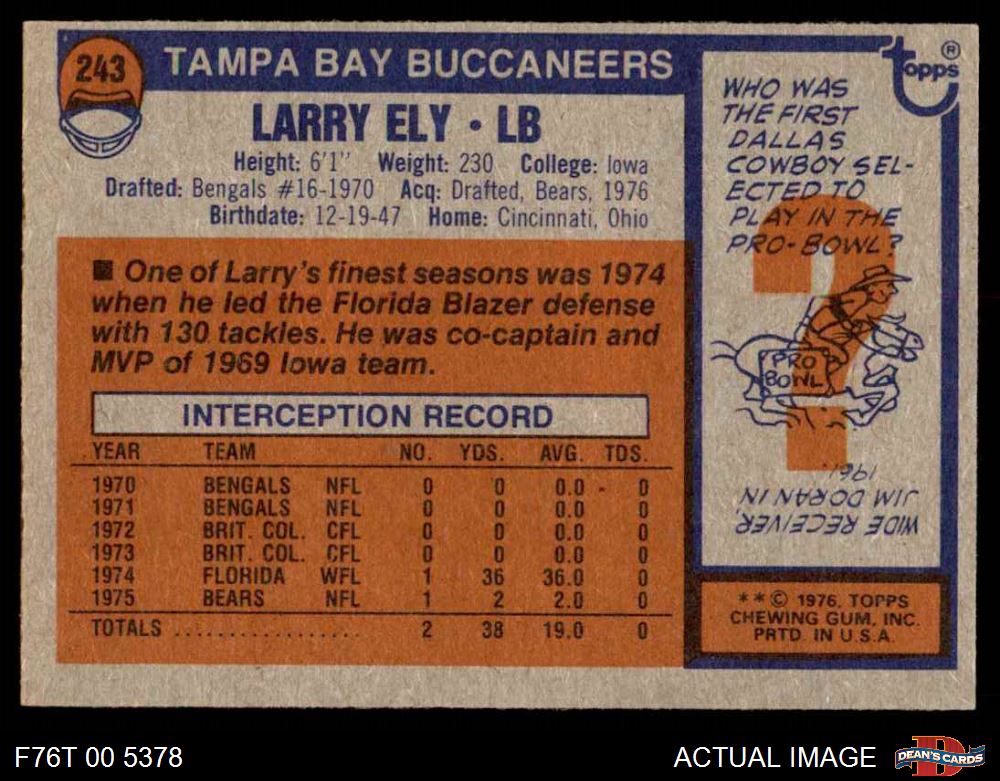 243
TAMPA BAY BUCCANEERS
LARRY ELY • LB
Height: 6'1" Weight: 230 College: Iowa
Drafted: Bengals #16-1970 Acq: Drafted, Bears, 1976
Birthdate: 12-19-47 Home: Cincinnati, Ohio
■ One of Larry's finest seasons was 1974
when he led the Florida Blazer defense
with 130 tackles. He was co-captain and
MVP of 1969 Iowa team.
INTERCEPTION RECORD
YEAR TEAM NO. YDS. AVG. TDS.
1970 BENGALS NFL 0 0 0.0 0
1971 BENGALS NFL 0 0 0.0 0
1972 BRIT. COL. CFL 0 0 0.0 0
1973 BRIT. COL. CFL 0 0 0.0 0
1974 FLORIDA WFL 1 36 36.0 0
1975 BEARS NFL 1 2 2.0 0
TOTALS .................. 2 38 19.0 0
topps ®
WHO WAS
THE FIRST
DALLAS
COWBOY SEL-
ECTED TO
PLAY IN THE
PRO-BOWL?
?
PRO
BOWL
WIDE RECEIVER,
JIM DORAN IN
1961.
**© 1976, TOPPS
CHEWING GUM, INC.
PRTD. IN U.S.A.
F76T 00 5378
ACTUAL IMAGE
D
DEAN'S CARDS